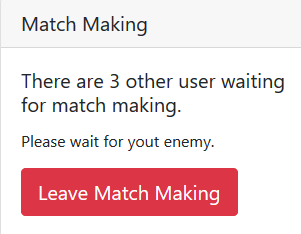 Match Making
There are 3 other user waiting
for match making.
Please wait for yout enemy.
Leave Match Making